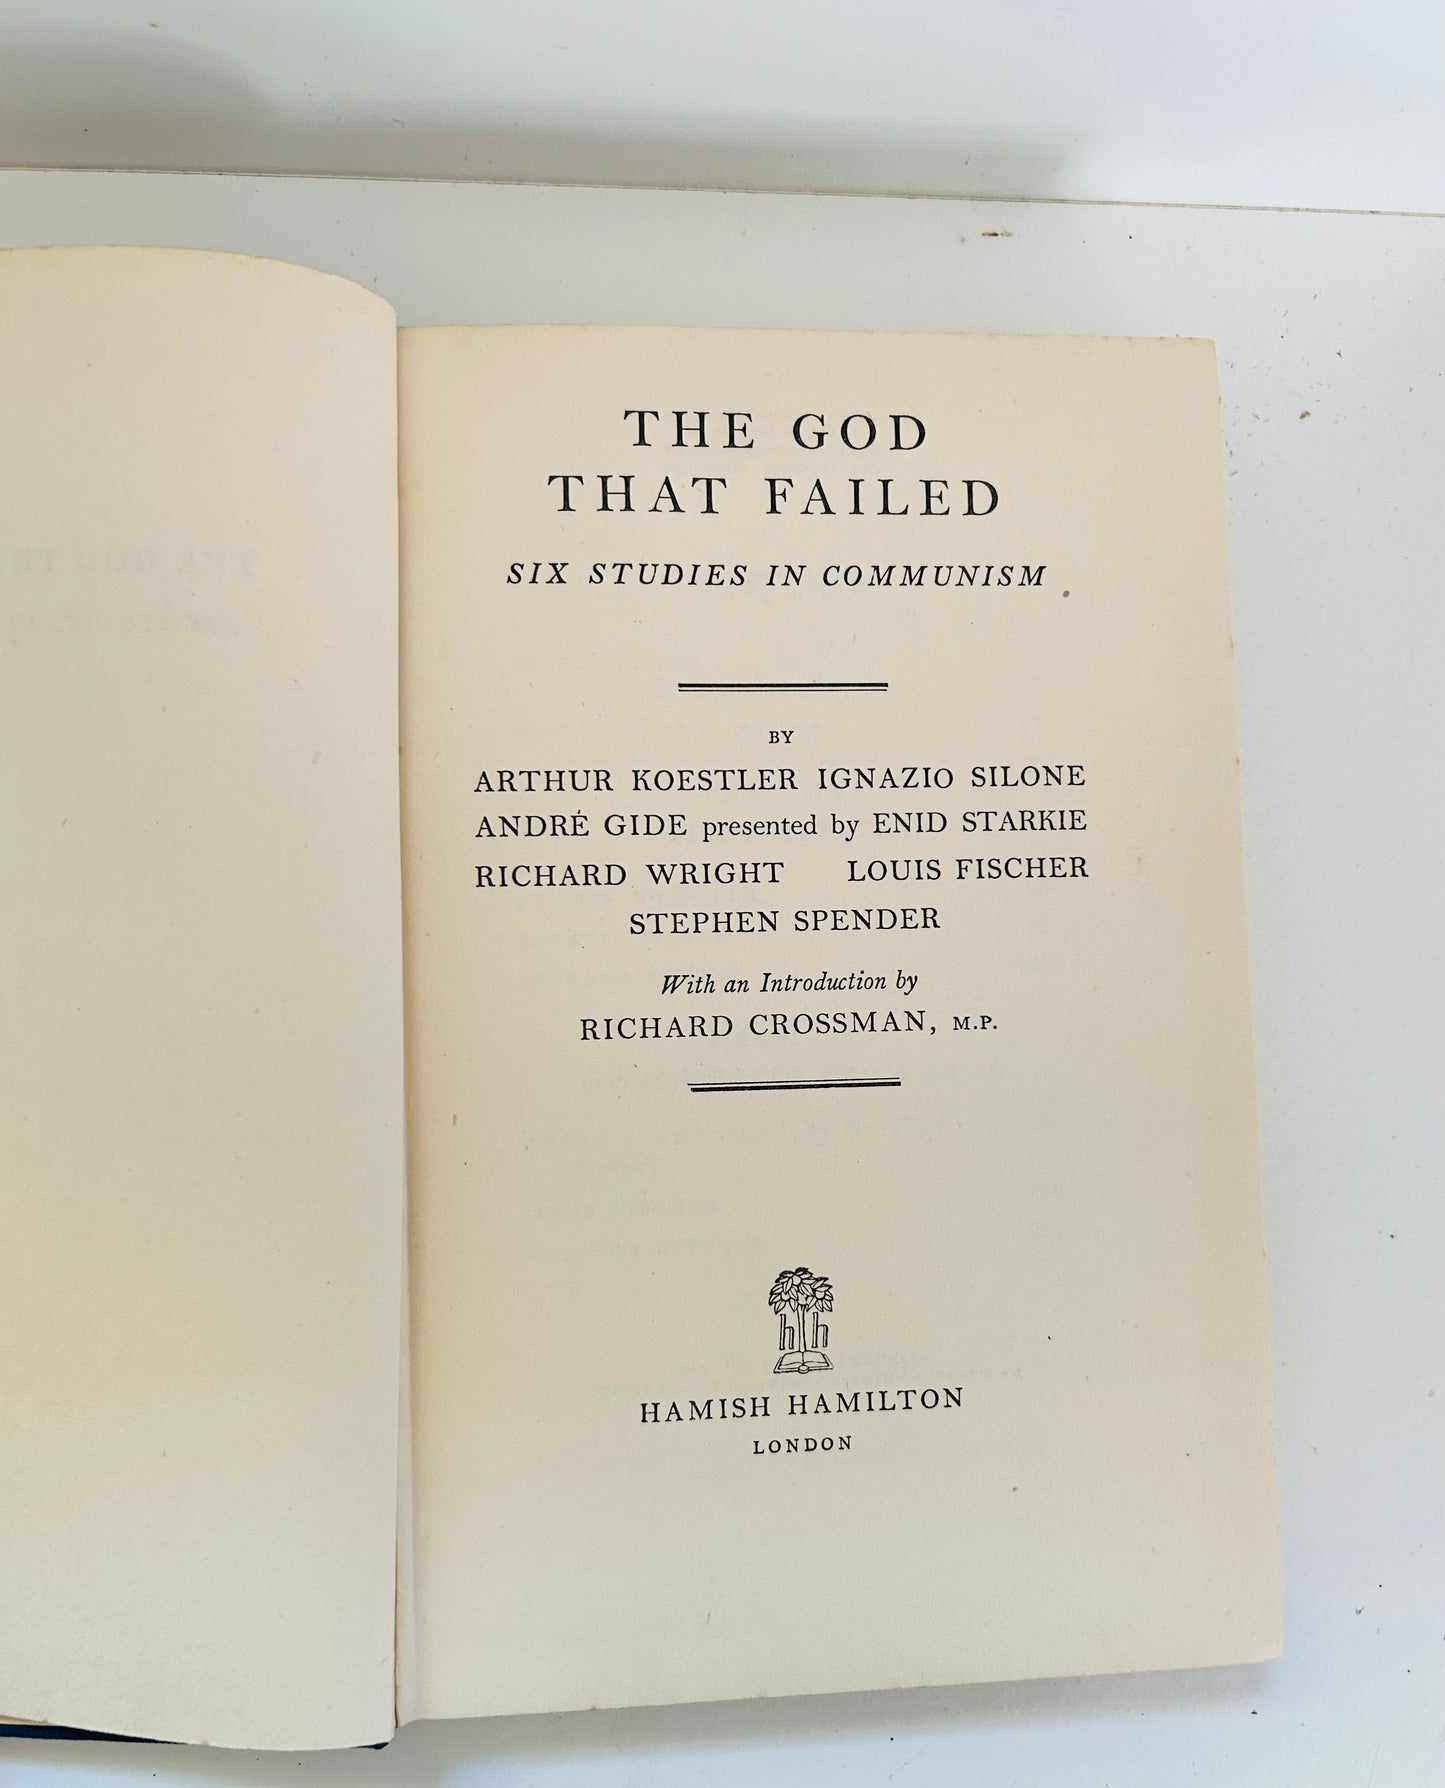 THE GOD
THAT FAILED
SIX STUDIES IN COMMUNISM
BY
ARTHUR KOESTLER IGNAZIO SILONE
ANDRÉ GIDE presented by ENID STARKIE
RICHARD WRIGHT LOUIS FISCHER
STEPHEN SPENDER
With an Introduction by
RICHARD CROSSMAN, M.P.
h h
HAMISH HAMILTON
LONDON